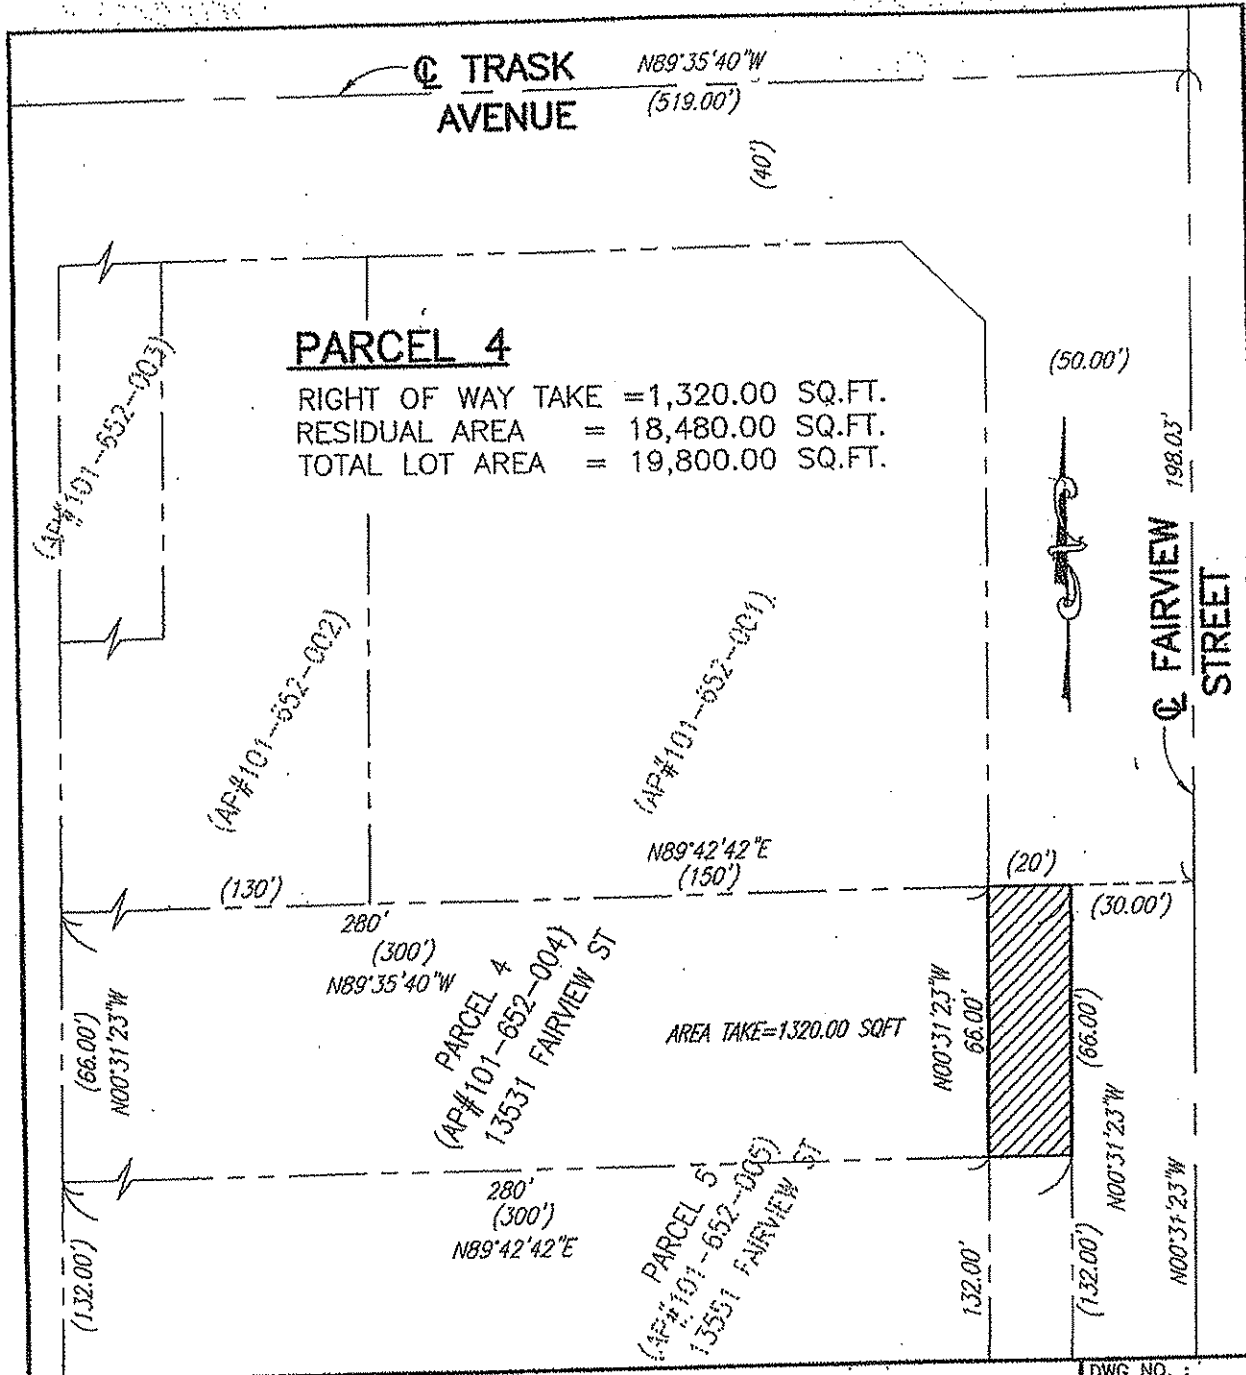 ℄ TRASK
AVENUE
N89°35'40"W
(519.00')
(40')
PARCEL 4
RIGHT OF WAY TAKE =1,320.00 SQ.FT.
RESIDUAL AREA = 18,480.00 SQ.FT.
TOTAL LOT AREA = 19,800.00 SQ.FT.
(50.00')
198.03'
℄ FAIRVIEW
STREET
(AP#101-652-003)
(AP#101-652-002)
(AP#101-652-001)
N89°42'42"E
(150')
(130')
(20')
(30.00')
280'
(300')
N89°35'40"W
PARCEL 4
(AP#101-652-004)
13531 FAIRVIEW ST
AREA TAKE=1320.00 SQFT
(66.00')
N00°31'23"W
N00°31'23"W
66.00'
(66.00')
N00°31'23"W
N00°31'23"W
280'
(300')
N89°42'42"E
PARCEL 5
(AP#101-652-005)
13551 FAIRVIEW ST
(132.00')
132.00'
(132.00')
DWG NO. :